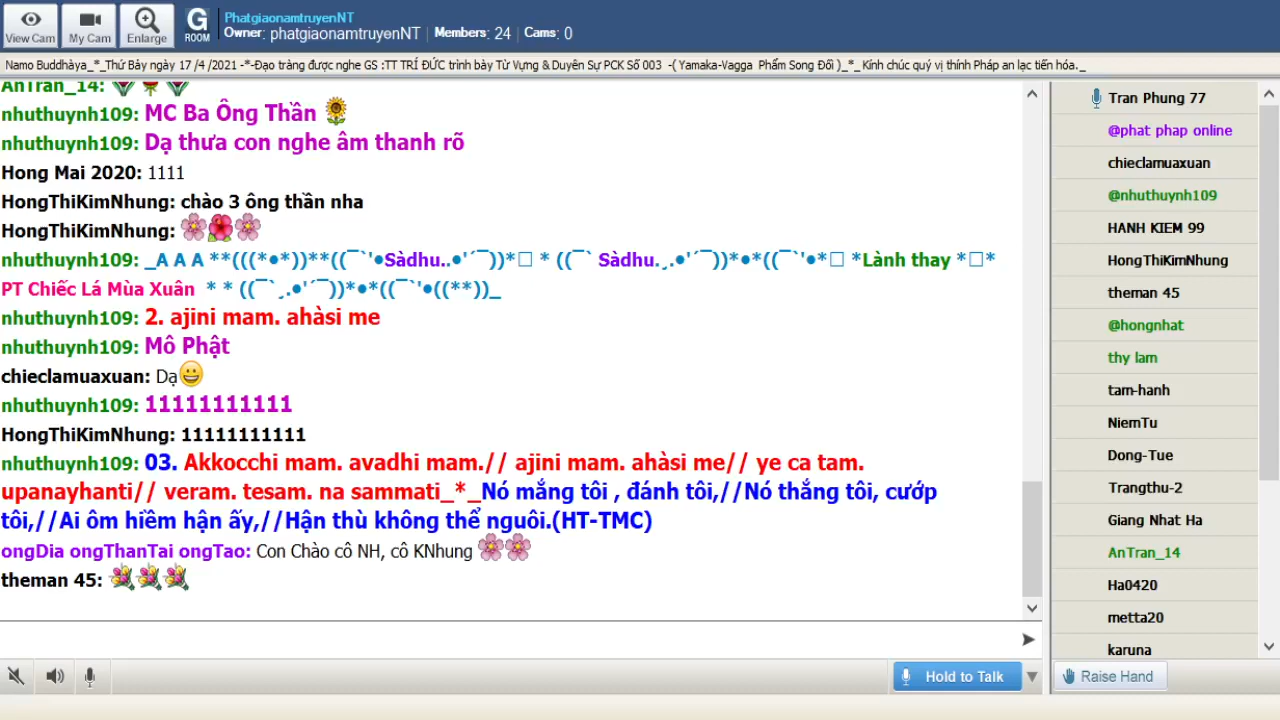 View Cam
My Cam
Enlarge
G
ROOM
PhatgiaonamtruyenNT
Owner: phatgiaonamtruyenNT | Members: 24 | Cams: 0
Namo Buddhàya_*_Thứ Bảy ngày 17 /4 /2021 -*-Đạo tràng được nghe GS :TT TRÍ ĐỨC trình bày Từ Vựng & Duyên Sự PCK Số 003 -( Yamaka-Vagga Phẩm Song Đối )_*_Kính chúc quý vị thính Pháp an lạc tiến hóa._
AnTran_14:
nhuthuynh109: MC Ba Ông Thần
nhuthuynh109: Dạ thưa con nghe âm thanh rõ
Hong Mai 2020: 1111
HongThiKimNhung: chào 3 ông thần nha
HongThiKimNhung:
nhuthuynh109: _A A A **(((*●*))**((¯`'●Sàdhu..●'´¯))*□ * ((¯` Sàdhu.¸.●'´¯))*●*((¯`'●*□ *Lành thay *□*
PT Chiếc Lá Mùa Xuân * * ((¯`¸.●'´¯))*●*((¯`'●((**))_
nhuthuynh109: 2. ajini mam. ahàsi me
nhuthuynh109: Mô Phật
chieclamuaxuan: Dạ
nhuthuynh109: 11111111111
HongThiKimNhung: 11111111111
nhuthuynh109: 03. Akkocchi mam. avadhi mam.// ajini mam. ahàsi me// ye ca tam.
upanayhanti// veram. tesam. na sammati_*_Nó mắng tôi , đánh tôi,//Nó thắng tôi, cướp
tôi,//Ai ôm hiềm hận ấy,//Hận thù không thể nguôi.(HT-TMC)
ongDia ongThanTai ongTao: Con Chào cô NH, cô KNhung
theman 45:
Hold to Talk
Tran Phung 77
@phat phap online
chieclamuaxuan
@nhuthuynh109
HANH KIEM 99
HongThiKimNhung
theman 45
@hongnhat
thy lam
tam-hanh
NiemTu
Dong-Tue
Trangthu-2
Giang Nhat Ha
AnTran_14
Ha0420
metta20
karuna
Raise Hand